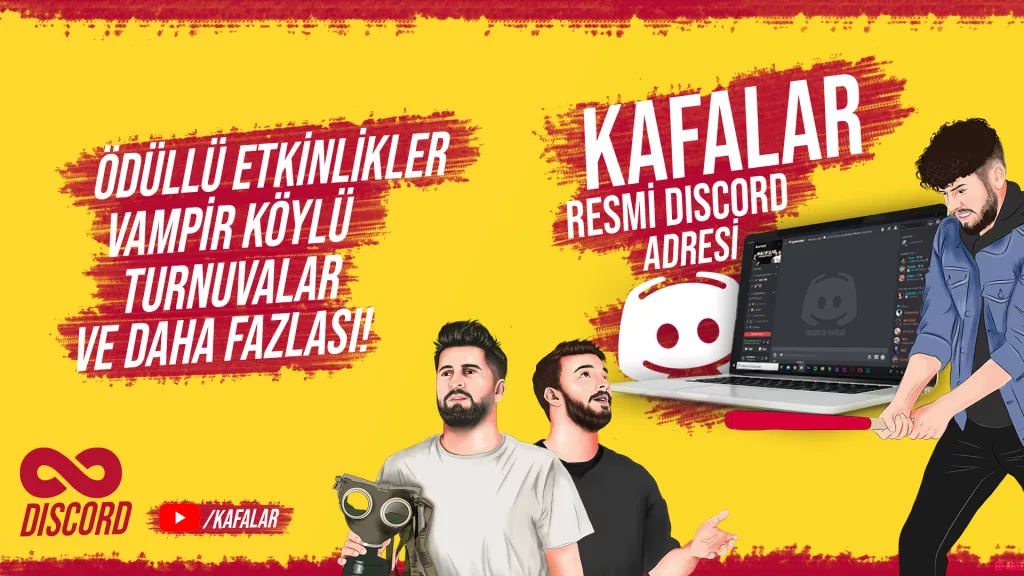 ÖDÜLLÜ ETKİNLİKLER
VAMPİR KÖYLÜ
TURNUVALAR
VE DAHA FAZLASI!!
KAFALAR
RESMİ DISCORD
ADRESİ
DISCORD
/KAFALAR